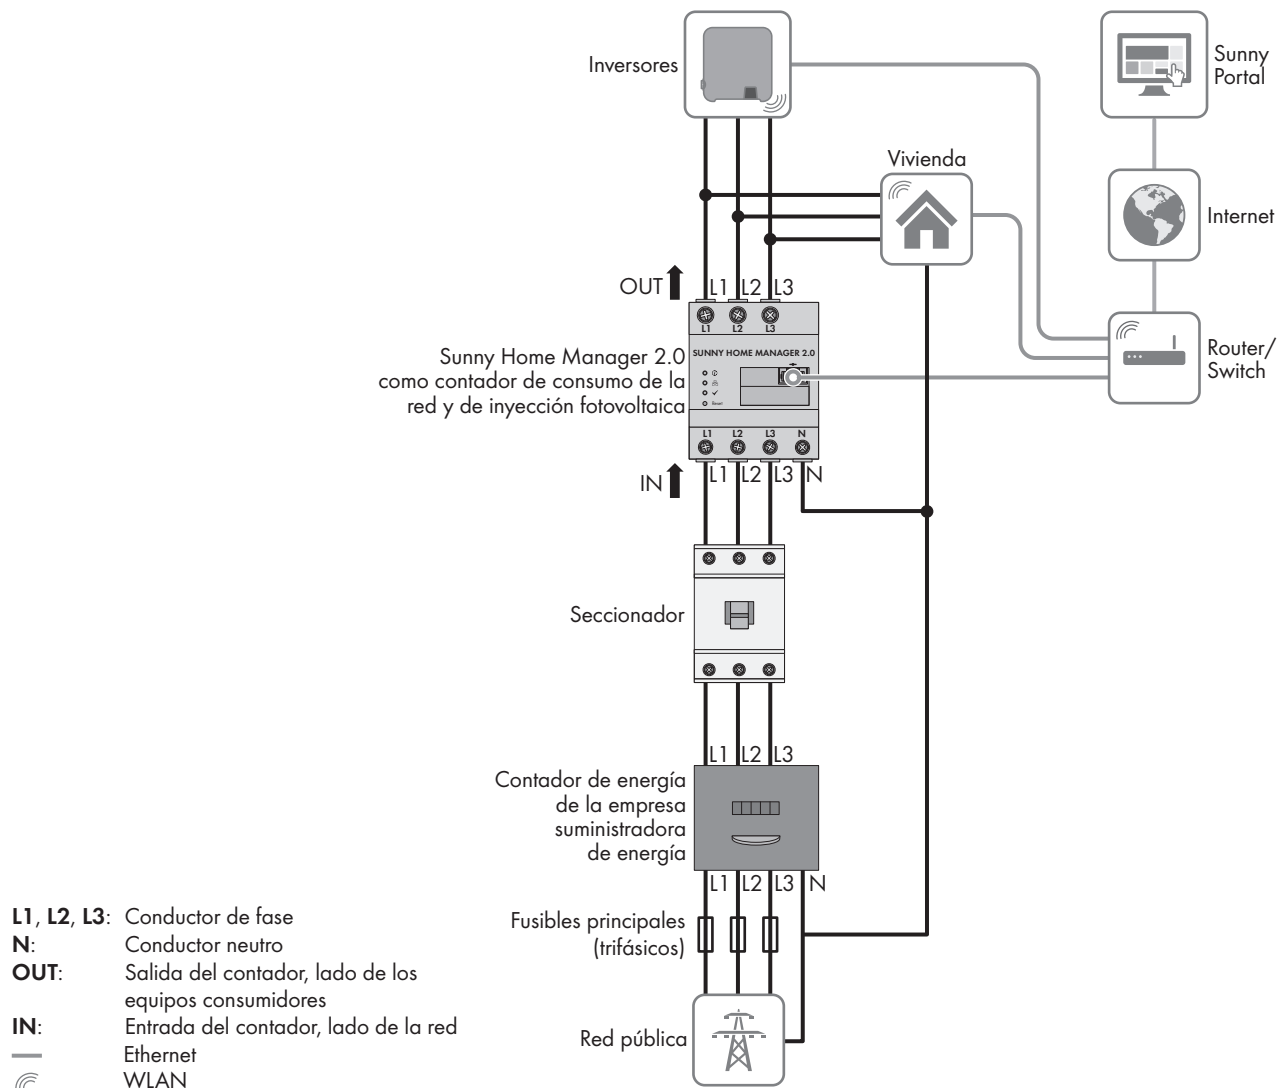 Inversores
Sunny
Portal
Vivienda
Internet
OUT
L1 L2 L3
L1 L2 L3
SUNNY HOME MANAGER 2.0
Reset
Sunny Home Manager 2.0
como contador de consumo de la
red y de inyección fotovoltaica
Router/
Switch
L1 L2 L3 N
IN
L1 L2 L3 N
Seccionador
L1 L2 L3
Contador de energía
de la empresa
suministradora
de energía
L1 L2 L3 N
Fusibles principales
(trifásicos)
Red pública
L1, L2, L3: Conductor de fase
N: Conductor neutro
OUT: Salida del contador, lado de los
equipos consumidores
IN: Entrada del contador, lado de la red
Ethernet
WLAN